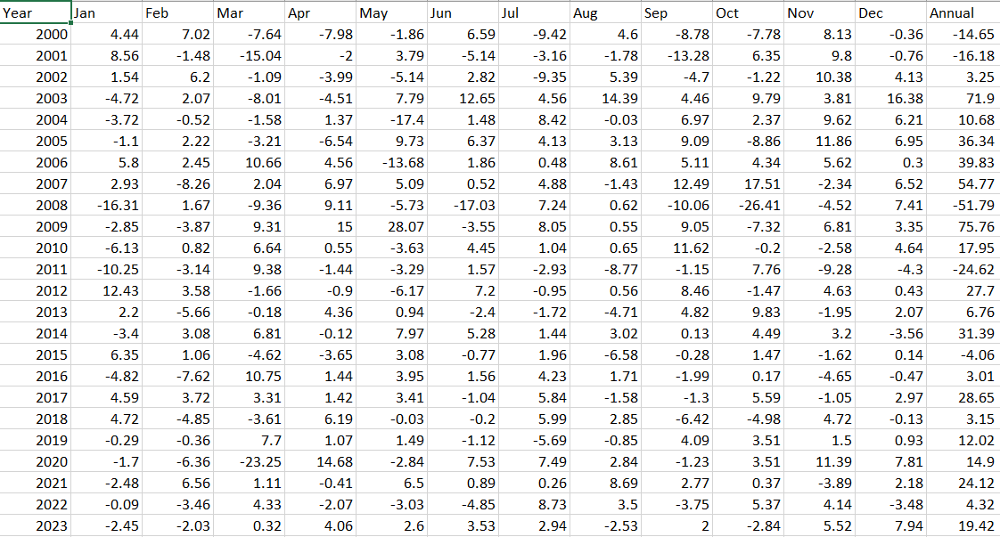 Year Jan Feb Mar Apr May Jun Jul Aug Sep Oct Nov Dec Annual
2000 4.44 7.02 -7.64 -7.98 -1.86 6.59 -9.42 4.6 -8.78 -7.78 8.13 -0.36 -14.65
2001 8.56 -1.48 -15.04 -2 3.79 -5.14 -3.16 -1.78 -13.28 6.35 9.8 -0.76 -16.18
2002 1.54 6.2 -1.09 -3.99 -5.14 2.82 -9.35 5.39 -4.7 -1.22 10.38 4.13 3.25
2003 -4.72 2.07 -8.01 -4.51 7.79 12.65 4.56 14.39 4.46 9.79 3.81 16.38 71.9
2004 -3.72 -0.52 -1.58 1.37 -17.4 1.48 8.42 -0.03 6.97 2.37 9.62 6.21 10.68
2005 -1.1 2.22 -3.21 -6.54 9.73 6.37 4.13 3.13 9.09 -8.86 11.86 6.95 36.34
2006 5.8 2.45 10.66 4.56 -13.68 1.86 0.48 8.61 5.11 4.34 5.62 0.3 39.83
2007 2.93 -8.26 2.04 6.97 5.09 0.52 4.88 -1.43 12.49 17.51 -2.34 6.52 54.77
2008 -16.31 1.67 -9.36 9.11 -5.73 -17.03 7.24 0.62 -10.06 -26.41 -4.52 7.41 -51.79
2009 -2.85 -3.87 9.31 15 28.07 -3.55 8.05 0.55 9.05 -7.32 6.81 3.35 75.76
2010 -6.13 0.82 6.64 0.55 -3.63 4.45 1.04 0.65 11.62 -0.2 -2.58 4.64 17.95
2011 -10.25 -3.14 9.38 -1.44 -3.29 1.57 -2.93 -8.77 -1.15 7.76 -9.28 -4.3 -24.62
2012 12.43 3.58 -1.66 -0.9 -6.17 7.2 -0.95 0.56 8.46 -1.47 4.63 0.43 27.7
2013 2.2 -5.66 -0.18 4.36 0.94 -2.4 -1.72 -4.71 4.82 9.83 -1.95 2.07 6.76
2014 -3.4 3.08 6.81 -0.12 7.97 5.28 1.44 3.02 0.13 4.49 3.2 -3.56 31.39
2015 6.35 1.06 -4.62 -3.65 3.08 -0.77 1.96 -6.58 -0.28 1.47 -1.62 0.14 -4.06
2016 -4.82 -7.62 10.75 1.44 3.95 1.56 4.23 1.71 -1.99 0.17 -4.65 -0.47 3.01
2017 4.59 3.72 3.31 1.42 3.41 -1.04 5.84 -1.58 -1.3 5.59 -1.05 2.97 28.65
2018 4.72 -4.85 -3.61 6.19 -0.03 -0.2 5.99 2.85 -6.42 -4.98 4.72 -0.13 3.15
2019 -0.29 -0.36 7.7 1.07 1.49 -1.12 -5.69 -0.85 4.09 3.51 1.5 0.93 12.02
2020 -1.7 -6.36 -23.25 14.68 -2.84 7.53 7.49 2.84 -1.23 3.51 11.39 7.81 14.9
2021 -2.48 6.56 1.11 -0.41 6.5 0.89 0.26 8.69 2.77 0.37 -3.89 2.18 24.12
2022 -0.09 -3.46 4.33 -2.07 -3.03 -4.85 8.73 3.5 -3.75 5.37 4.14 -3.48 4.32
2023 -2.45 -2.03 0.32 4.06 2.6 3.53 2.94 -2.53 2 -2.84 5.52 7.94 19.42